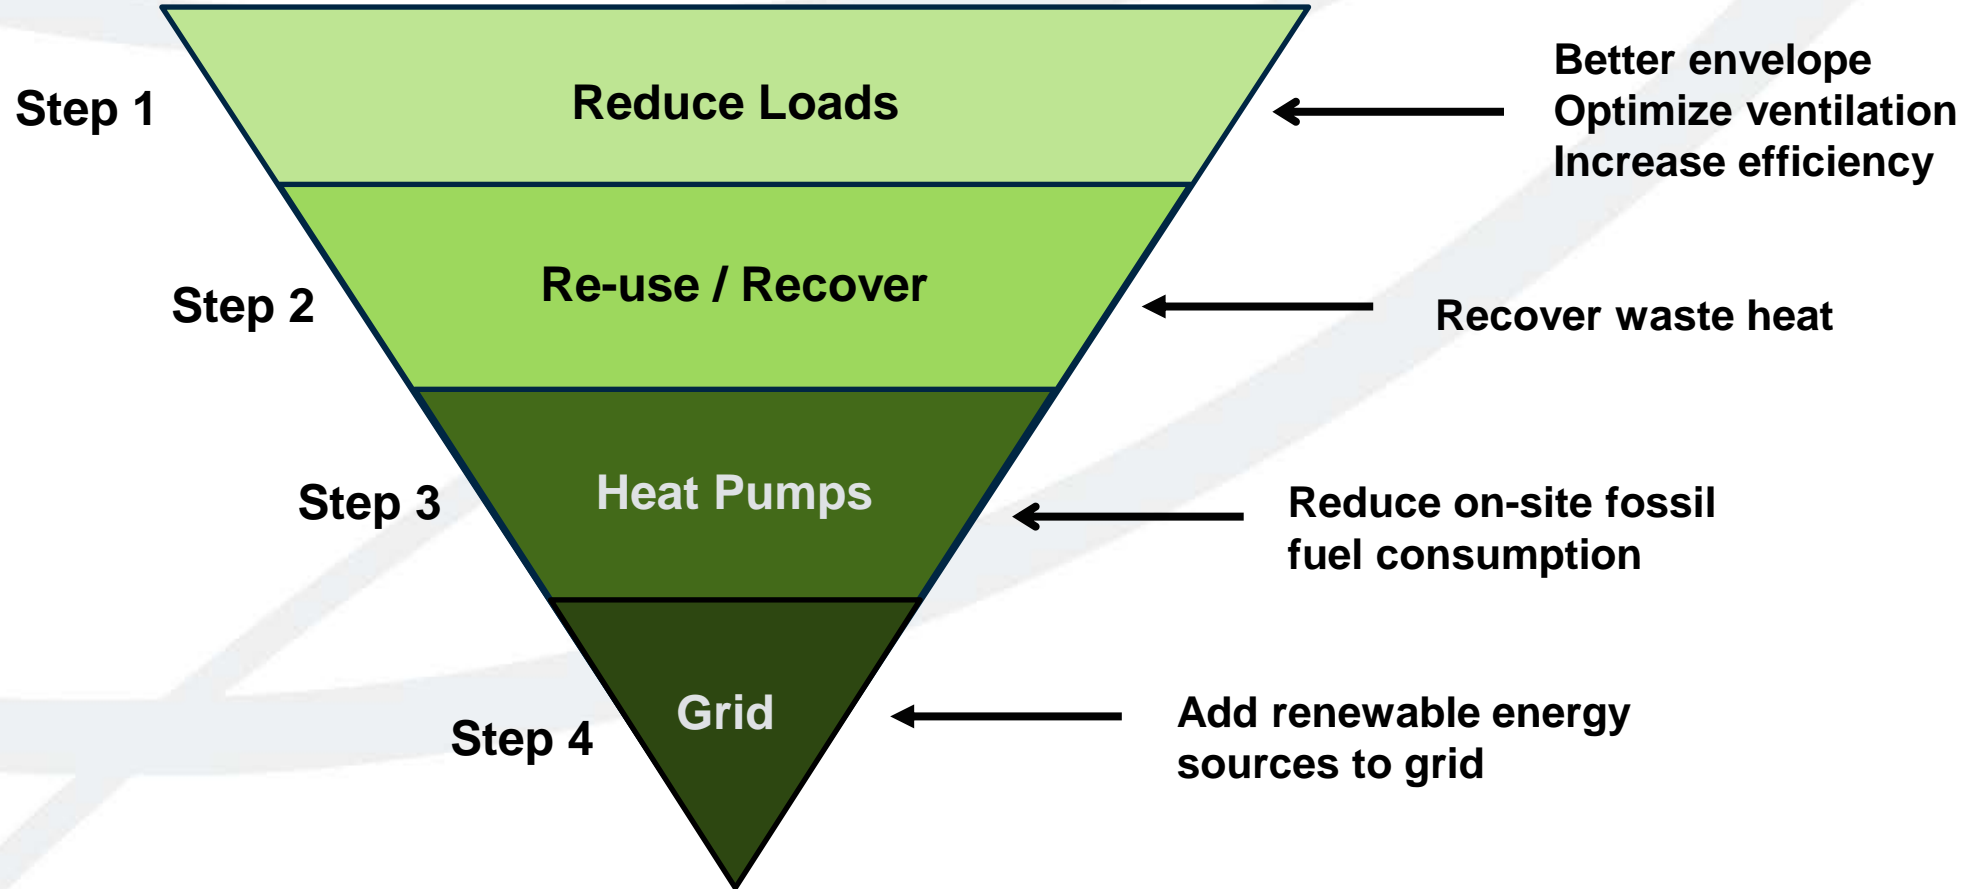 Step 1
Reduce Loads
Better envelope
Optimize ventilation
Increase efficiency
Step 2
Re-use / Recover
Recover waste heat
Step 3
Heat Pumps
Reduce on-site fossil
fuel consumption
Step 4
Grid
Add renewable energy
sources to grid